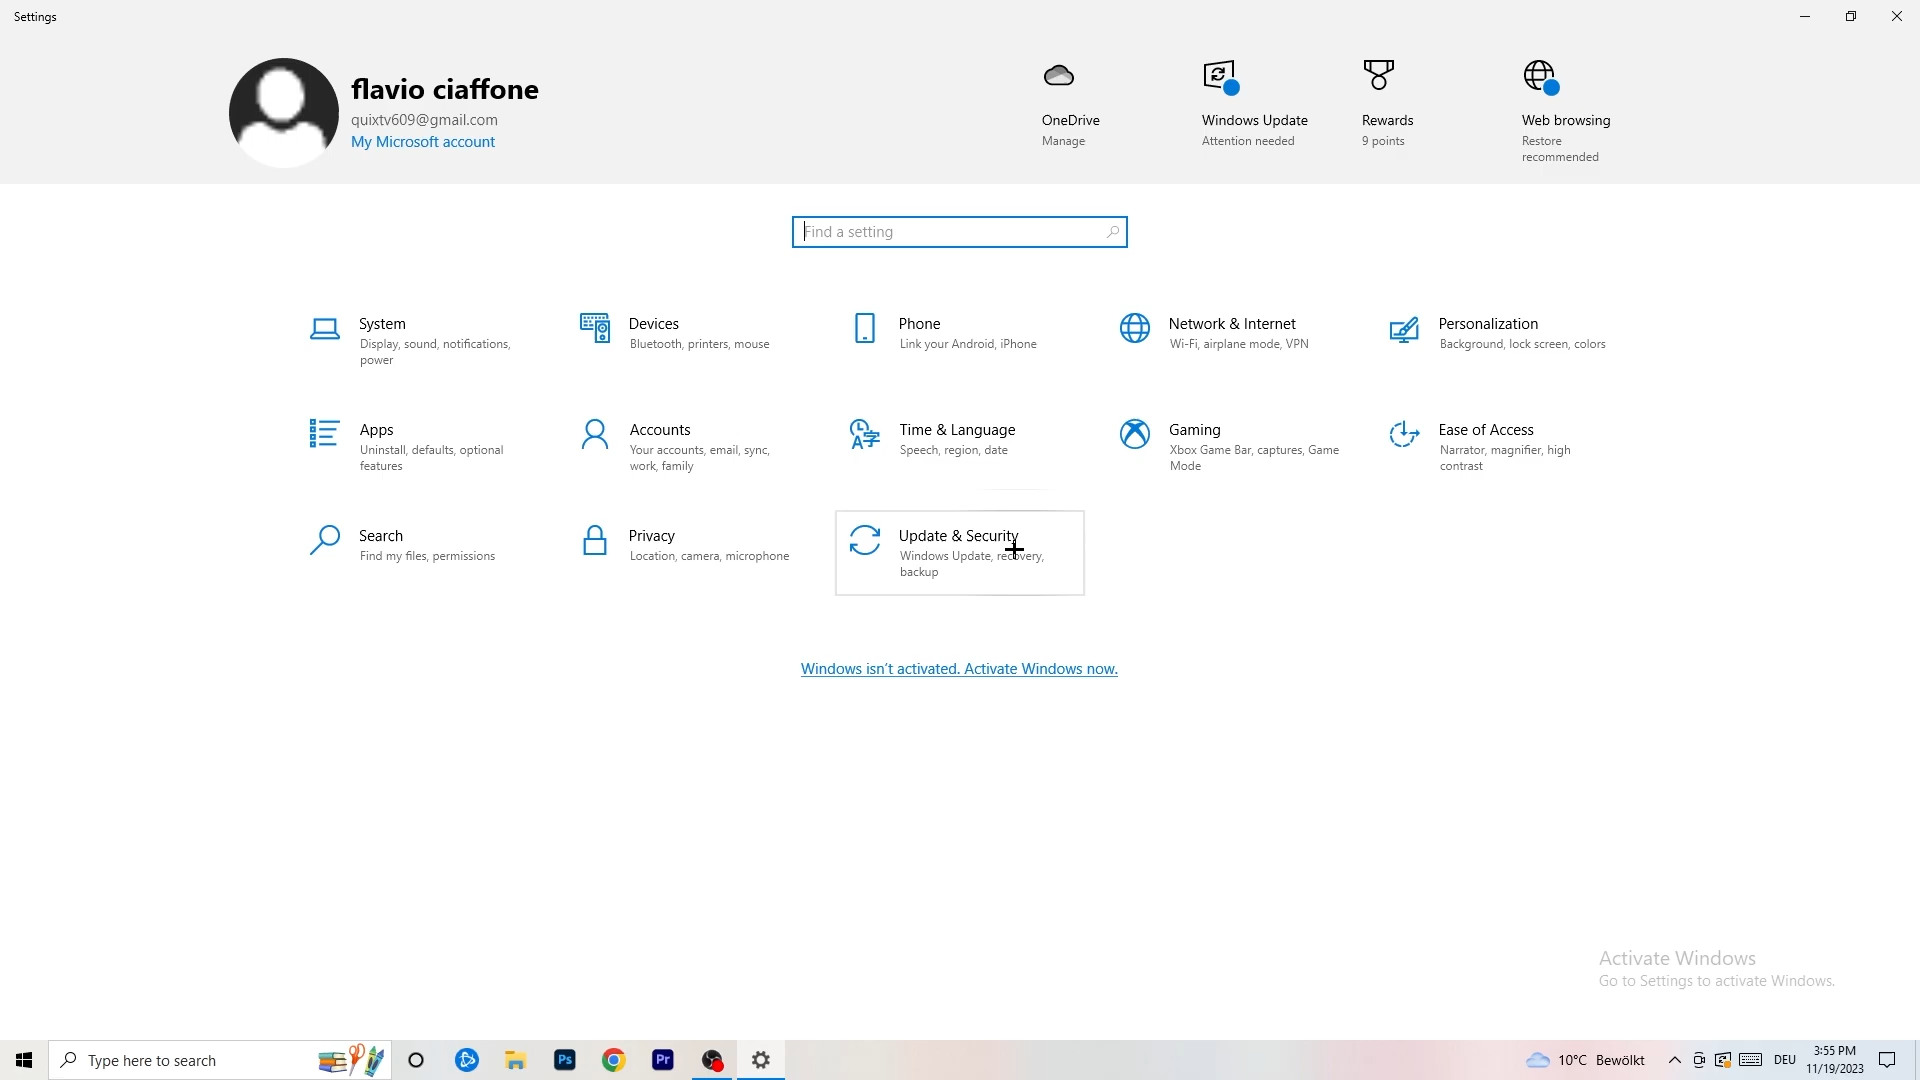 Settings
flavio ciaffone
quixtv609@gmail.com
My Microsoft account
OneDrive
Manage
Windows Update
Attention needed
Rewards
9 points
Web browsing
Restore
recommended
Find a setting
System
Display, sound, notifications,
power
Devices
Bluetooth, printers, mouse
Phone
Link your Android, iPhone
Network & Internet
Wi-Fi, airplane mode, VPN
Personalization
Background, lock screen, colors
Apps
Uninstall, defaults, optional
features
Accounts
Your accounts, email, sync,
work, family
Time & Language
Speech, region, date
Gaming
Xbox Game Bar, captures, Game
Mode
Ease of Access
Narrator, magnifier, high
contrast
Search
Find my files, permissions
Privacy
Location, camera, microphone
Update & Security
Windows Update, recovery,
backup
Windows isn't activated. Activate Windows now.
Activate Windows
Go to Settings to activate Windows.
Type here to search
Ps
Pr
10°C Bewölkt
DEU
3:55 PM
11/19/2023